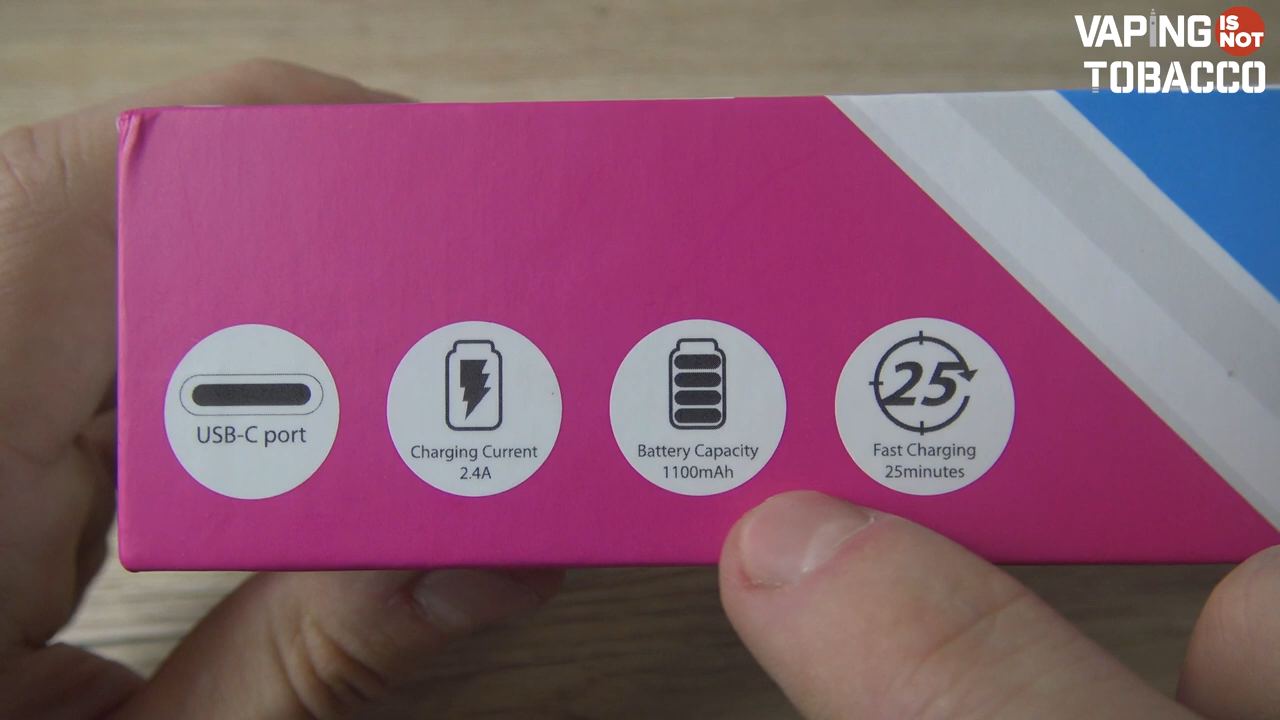 VAPING IS NOT
TOBACCO
USB-C port
Charging Current
2.4A
Battery Capacity
1100mAh
25
Fast Charging
25minutes